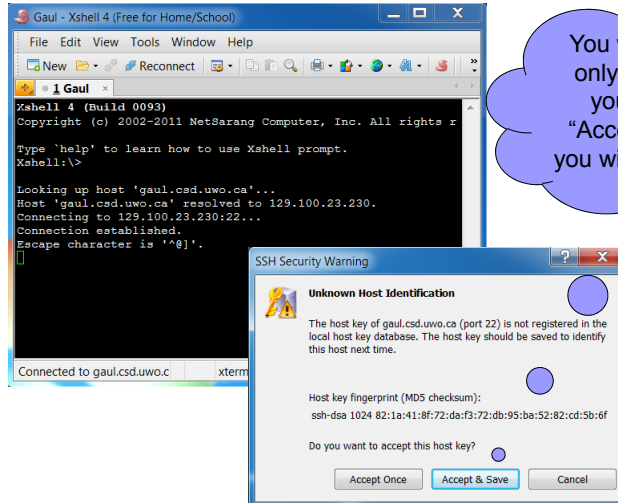 Gaul - Xshell 4 (Free for Home/School)
File Edit View Tools Window Help
New Reconnect
1 Gaul
Xshell 4 (Build 0093)
Copyright (c) 2002-2011 NetSarang Computer, Inc. All rights r
Type `help' to learn how to use Xshell prompt.
Xshell:\>
Looking up host 'gaul.csd.uwo.ca'...
Host 'gaul.csd.uwo.ca' resolved to 129.100.23.230.
Connecting to 129.100.23.230:22...
Connection established.
Escape character is '^@]'.
Connected to gaul.csd.uwo.c xterm
You
only
you
“Acce
you wi
SSH Security Warning
Unknown Host Identification
The host key of gaul.csd.uwo.ca (port 22) is not registered in the
local host key database. The host key should be saved to identify
this host next time.
Host key fingerprint (MD5 checksum):
ssh-dsa 1024 82:1a:41:8f:72:da:f3:72:db:95:ba:52:82:cd:5b:6f
Do you want to accept this host key?
Accept Once Accept & Save Cancel